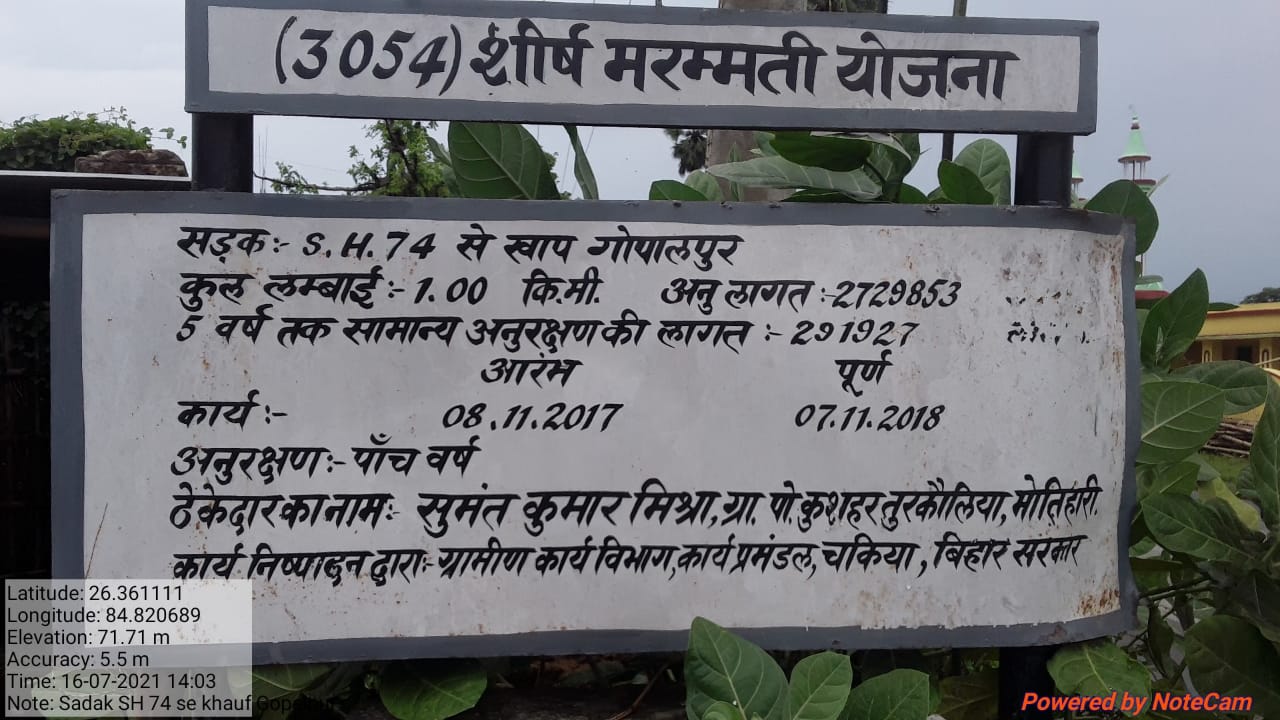 (3054) शीर्ष मरम्मती योजना
सड़क:- S.H.74 से खाप गोपालपुर
कुल लम्बाई:- 1.00 कि.मी. अनु लागत:-2729853
5 वर्ष तक सामान्य अनुरक्षण की लागत:- 291927
आरंभ पूर्ण
कार्य:- 08.11.2017 07.11.2018
अनुरक्षण:- पाँच वर्ष
ठेकेदार का नाम:- सुमंत कुमार मिश्रा, ग्रा. पो. कुशहर तुरकौलिया, मोतिहारी.
कार्य निष्पादन द्वारा:- ग्रामीण कार्य विभाग, कार्य प्रमंडल, चकिया, बिहार सरकार
Latitude: 26.361111
Longitude: 84.820689
Elevation: 71.71 m
Accuracy: 5.5 m
Time: 16-07-2021 14:03
Note: Sadak SH 74 se khauf
Powered by NoteCam